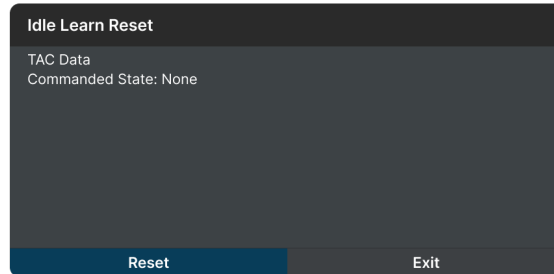 Idle Learn Reset
TAC Data
Commanded State: None
Reset
Exit